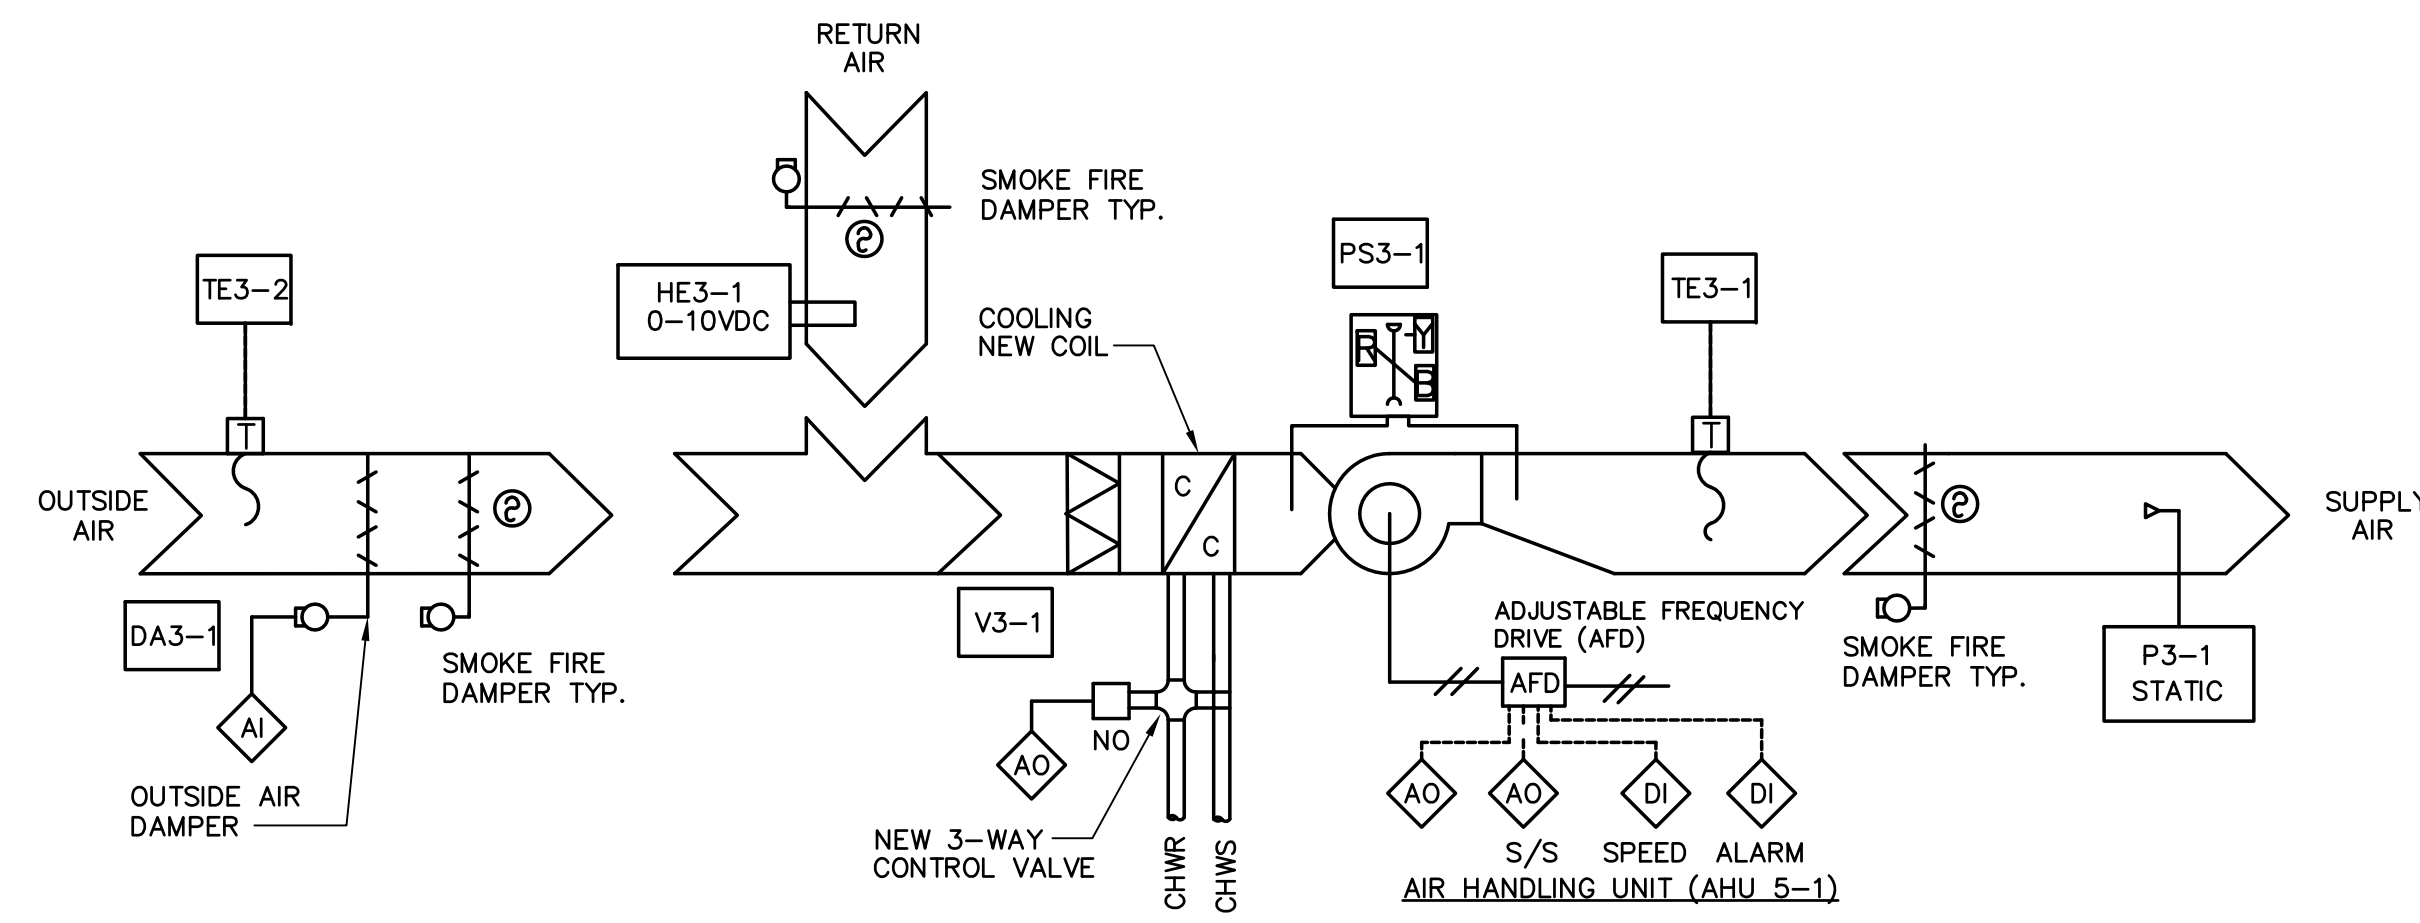 RETURN
AIR
SMOKE FIRE
DAMPER TYP.
PS3-1
TE3-2
HE3-1
0-10VDC
TE3-1
COOLING
NEW COIL
R
Y
B
T
T
C
C
OUTSIDE
AIR
SUPPLY
AIR
DA3-1
V3-1
ADJUSTABLE FREQUENCY
DRIVE (AFD)
SMOKE FIRE
DAMPER TYP.
SMOKE FIRE
DAMPER TYP.
P3-1
STATIC
AFD
AI
NO
AO
AO
AO
DI
DI
OUTSIDE AIR
DAMPER
NEW 3-WAY
CONTROL VALVE
CHWR
CHWS
S/S
SPEED
ALARM
AIR HANDLING UNIT (AHU 5-1)